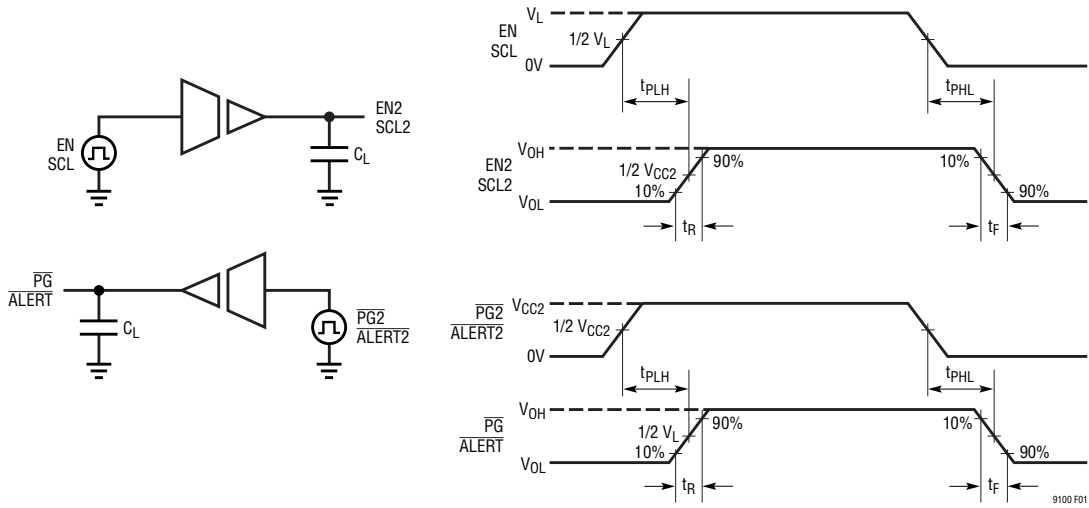 EN
SCL
EN2
SCL2
C_L
V_L
EN
SCL
1/2 V_L
0V
t_PLH
t_PHL
V_OH
EN2
SCL2
1/2 V_CC2
90%
10%
10%
90%
V_OL
t_R
t_F
PG
ALERT
C_L
PG2
ALERT2
V_CC2
PG2
ALERT2
1/2 V_CC2
0V
t_PLH
t_PHL
V_OH
PG
ALERT
1/2 V_L
90%
10%
10%
90%
V_OL
t_R
t_F
9100 F01